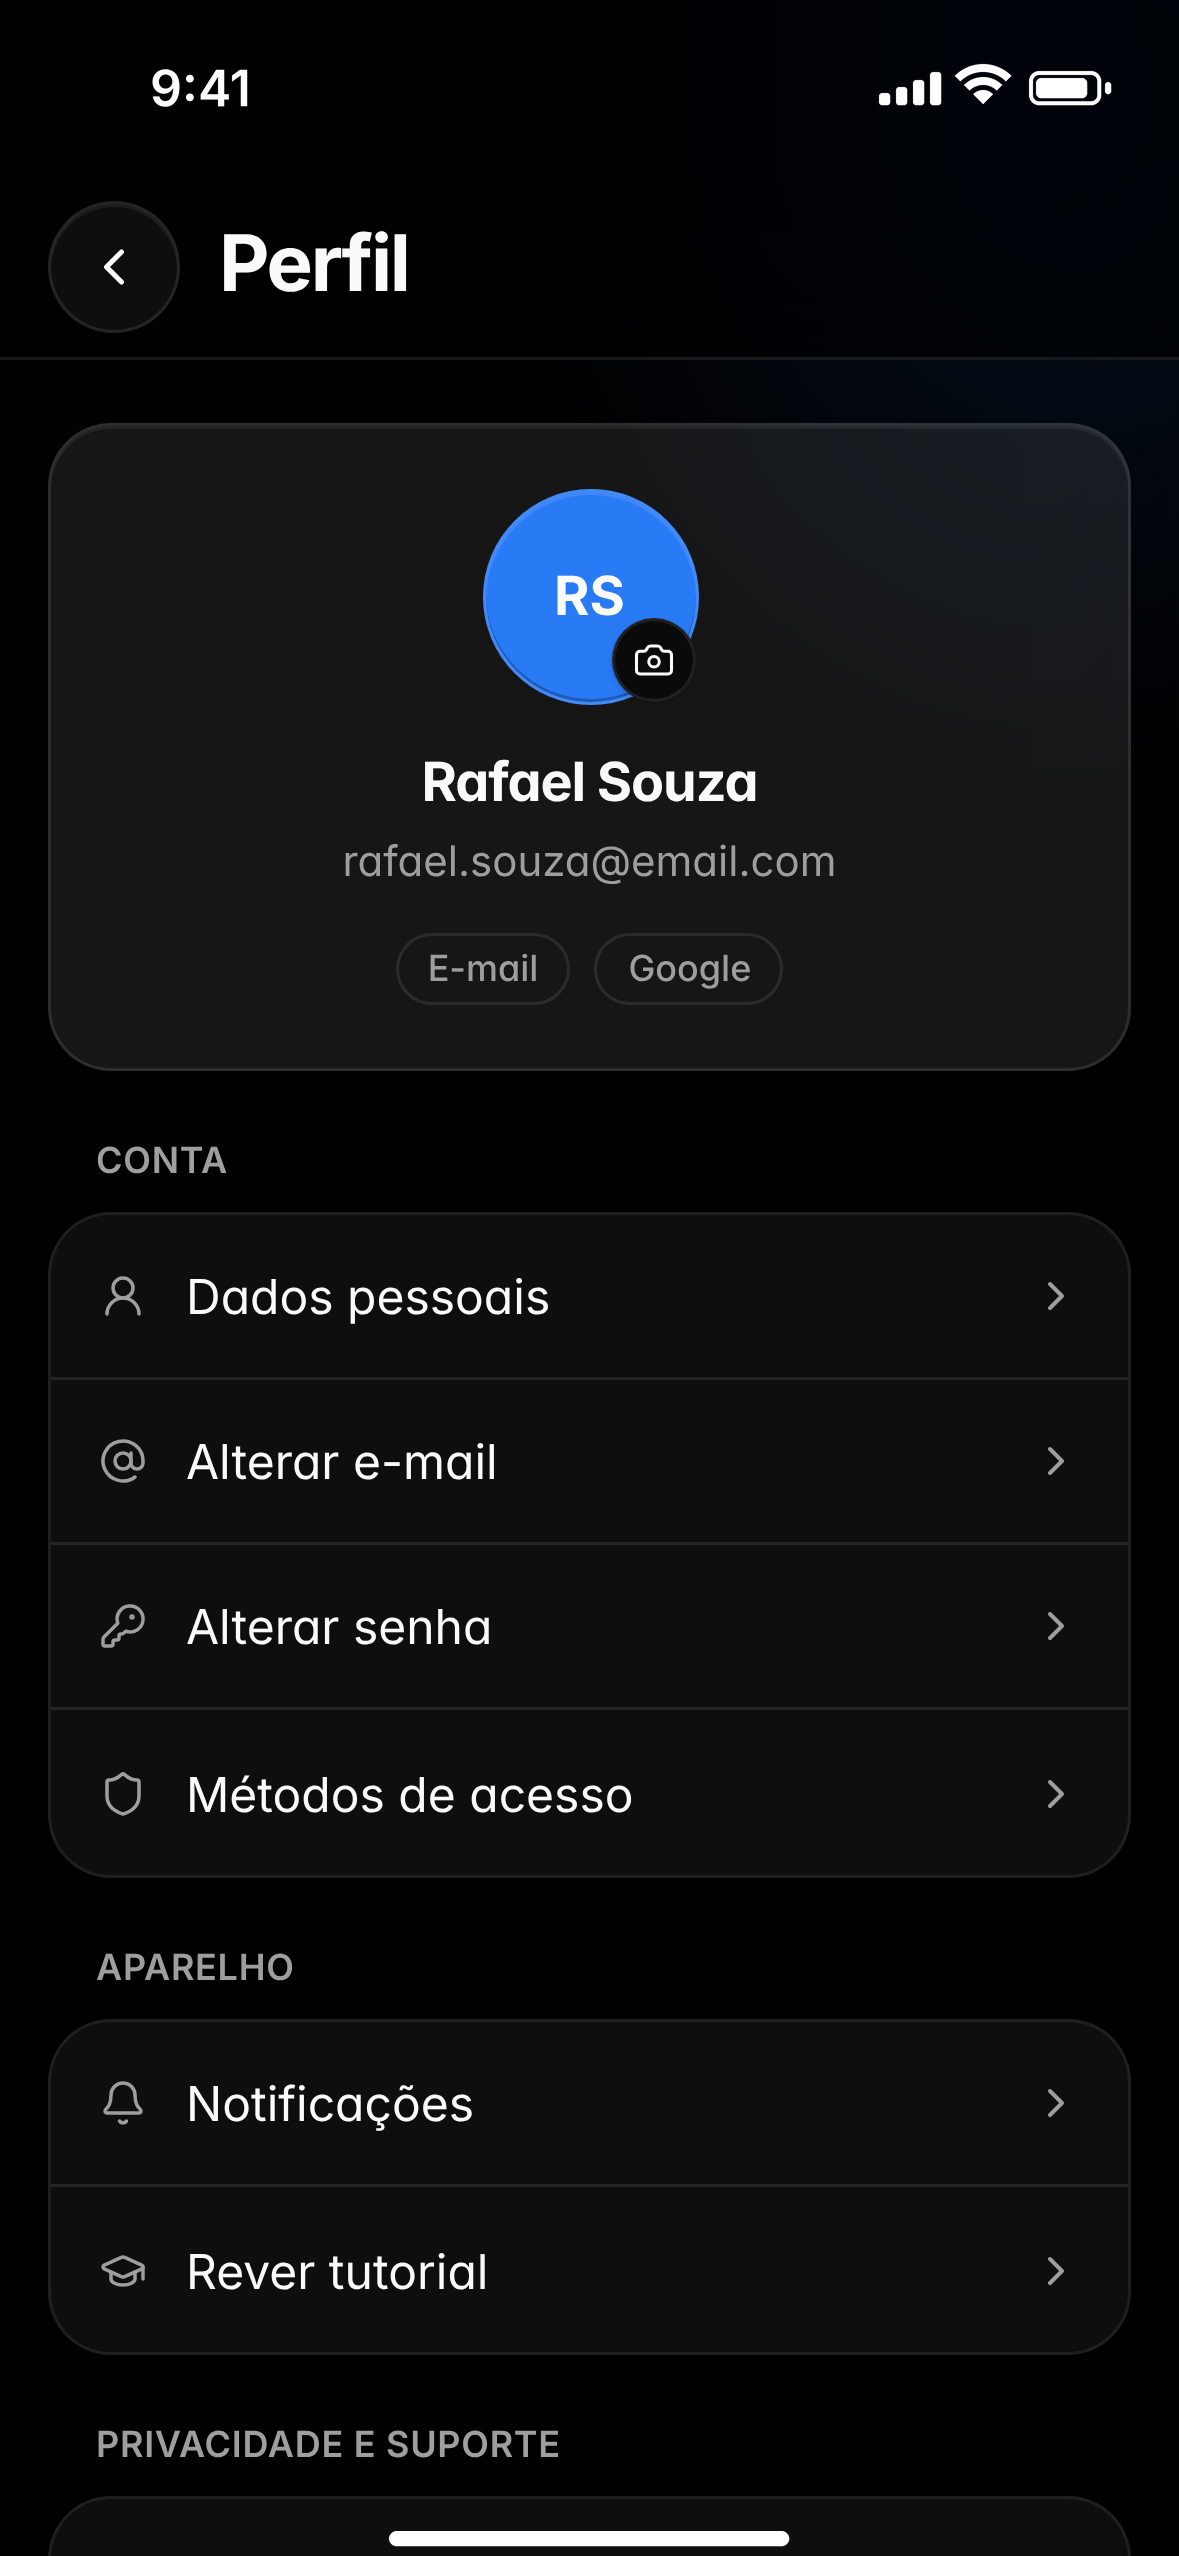 9:41
Perfil
RS
Rafael Souza
rafael.souza@email.com
E-mail Google
CONTA
Dados pessoais
Alterar e-mail
Alterar senha
Métodos de acesso
APARELHO
Notificações
Rever tutorial
PRIVACIDADE E SUPORTE